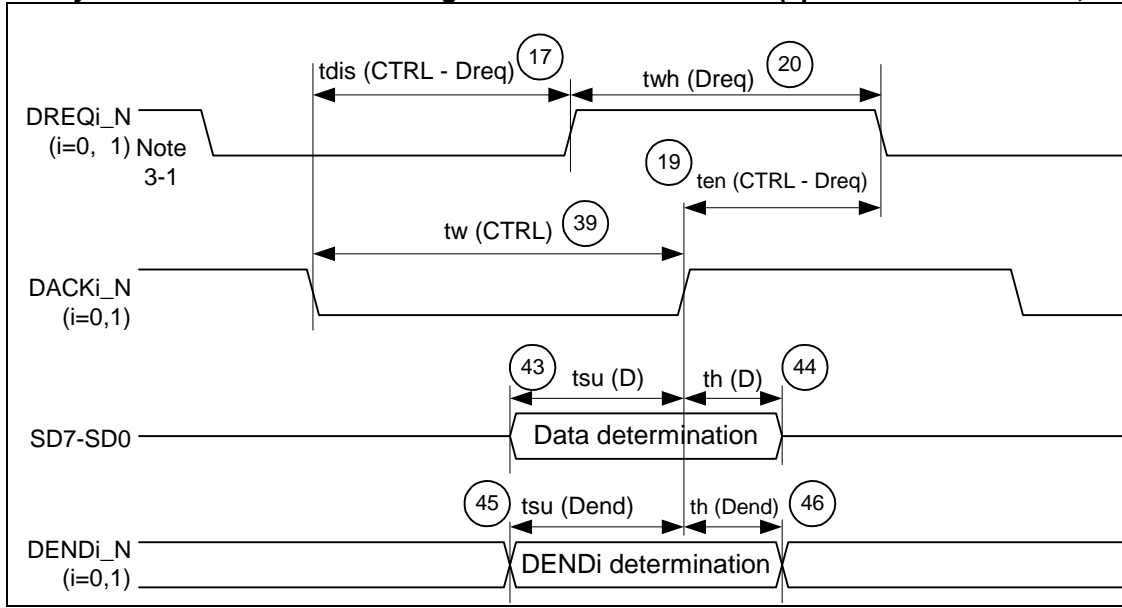 tdis (CTRL - Dreq) 17
twh (Dreq) 20
DREQi_N
(i=0, 1) Note
3-1
19
ten (CTRL - Dreq)
tw (CTRL) 39
DACKi_N
(i=0,1)
43 tsu (D) th (D) 44
SD7-SD0 Data determination
45 tsu (Dend) th (Dend) 46
DENDi_N
(i=0,1)
DENDi determination